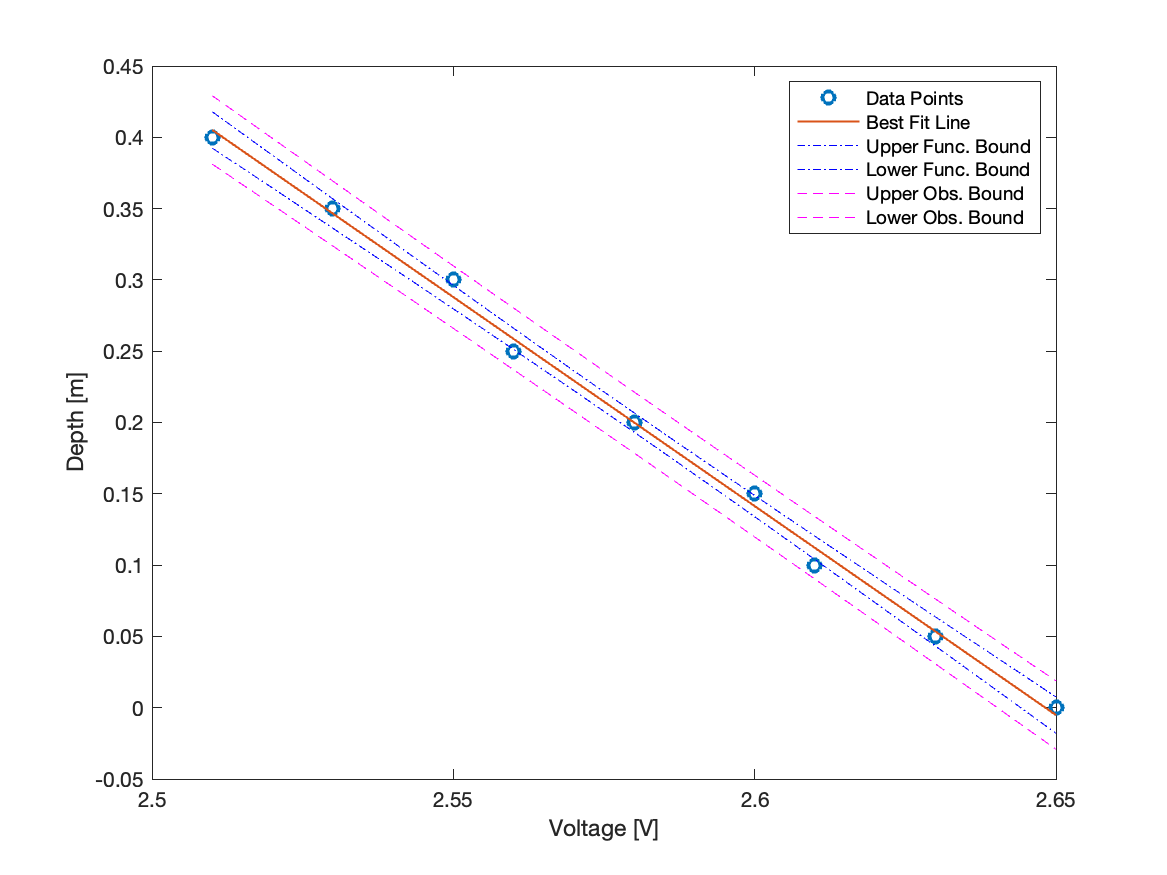 0.45
0.4
0.35
0.3
0.25
0.2
0.15
0.1
0.05
0
-0.05
Depth [m]
2.5
2.55
2.6
2.65
Voltage [V]
Data Points
Best Fit Line
Upper Func. Bound
Lower Func. Bound
Upper Obs. Bound
Lower Obs. Bound